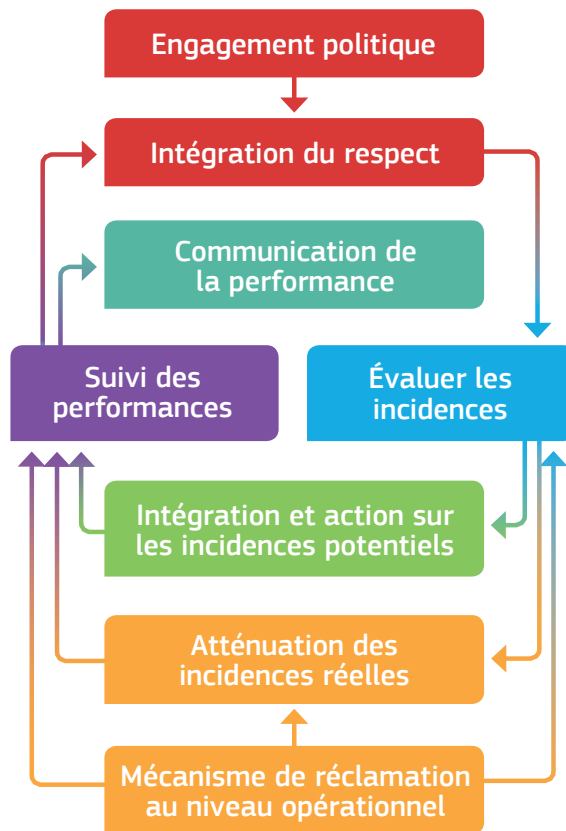 Engagement politique
Intégration du respect
Communication de
la performance
Suivi des
performances
Évaluer les
incidences
Intégration et action sur
les incidences potentiels
Atténuation des
incidences réelles
Mécanisme de réclamation
au niveau opérationnel